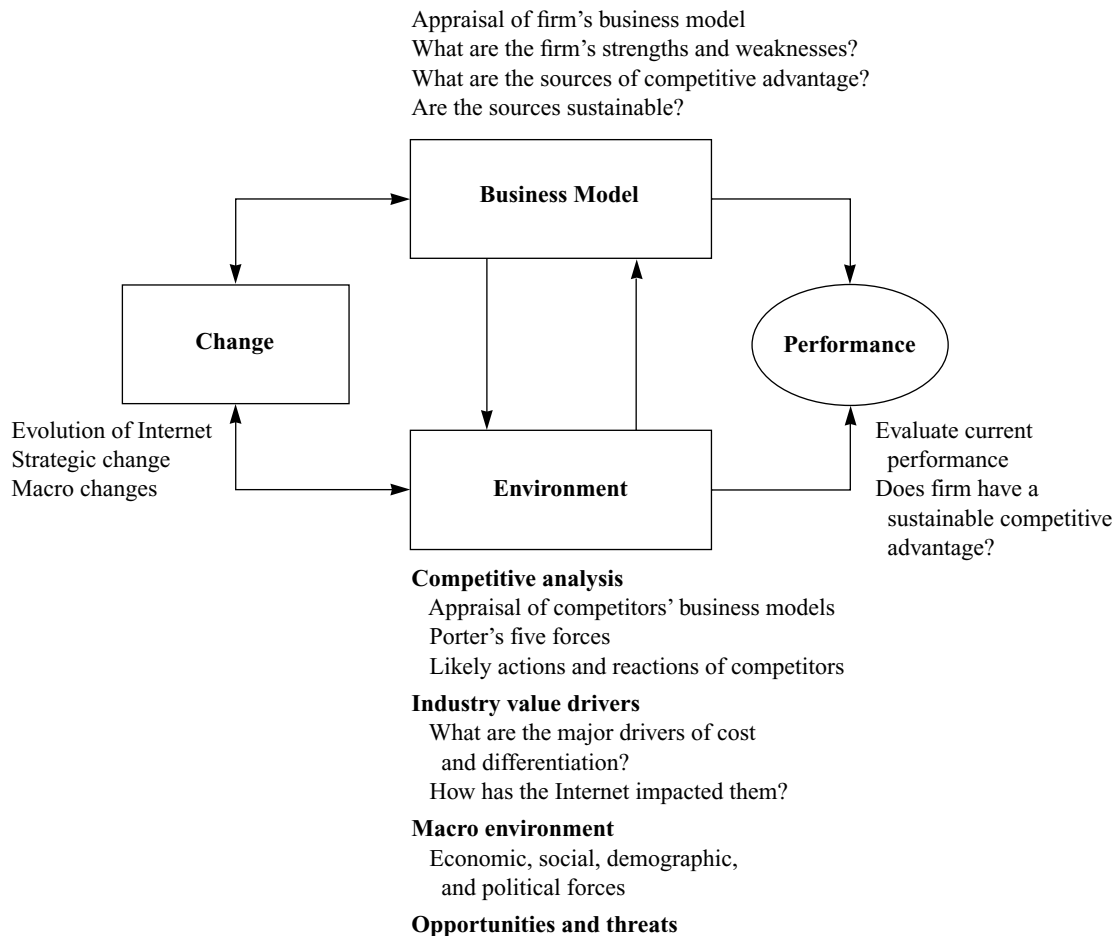 Appraisal of firm’s business model
What are the firm’s strengths and weaknesses?
What are the sources of competitive advantage?
Are the sources sustainable?
Business Model
Change
Performance
Evolution of Internet
Strategic change
Macro changes
Environment
Evaluate current
performance
Does firm have a
sustainable competitive
advantage?
Competitive analysis
Appraisal of competitors’ business models
Porter’s five forces
Likely actions and reactions of competitors
Industry value drivers
What are the major drivers of cost
and differentiation?
How has the Internet impacted them?
Macro environment
Economic, social, demographic,
and political forces
Opportunities and threats